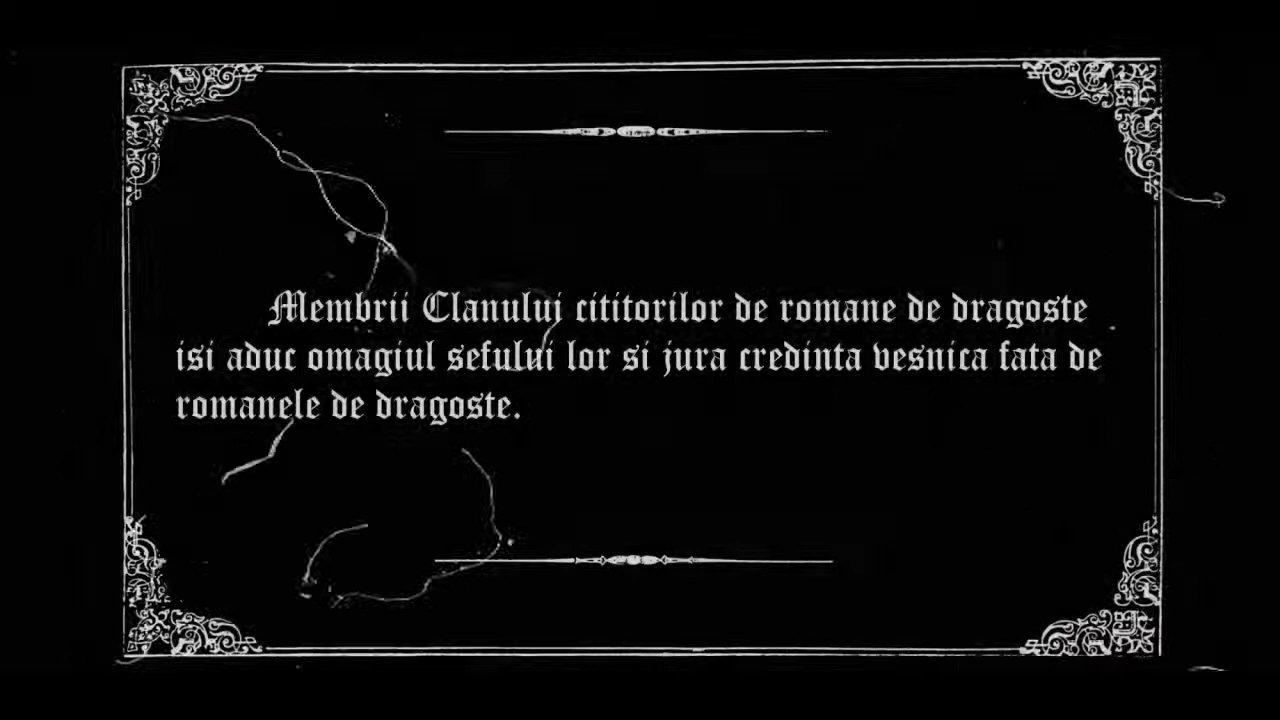 Membrii Clanului cititorilor de romane de dragoste
isi aduc omagiul sefului lor si jura credinta vesnica fata de
romanele de dragoste.